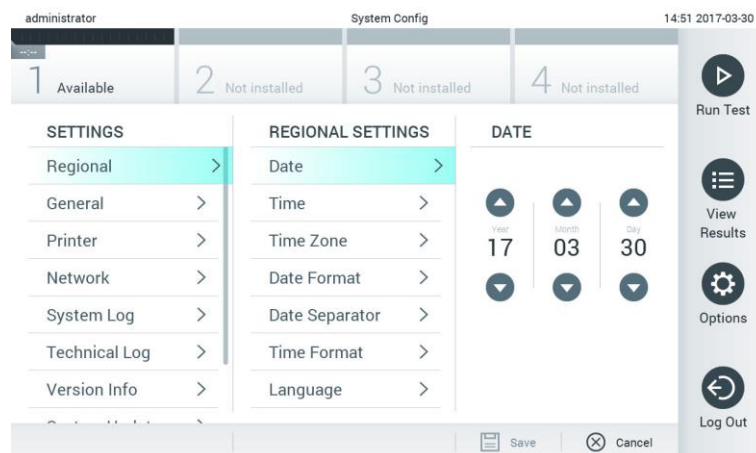 administrator System Config 14:51 2017-03-30
--:--
1 Available 2 Not installed 3 Not installed 4 Not installed
Run Test
SETTINGS REGIONAL SETTINGS DATE
Regional > Date >
General > Time >
Printer > Time Zone >
Network > Date Format >
System Log > Date Separator >
Technical Log > Time Format >
Version Info > Language >
Year Month Day
17 03 30
View
Results
Options
Log Out
Save Cancel